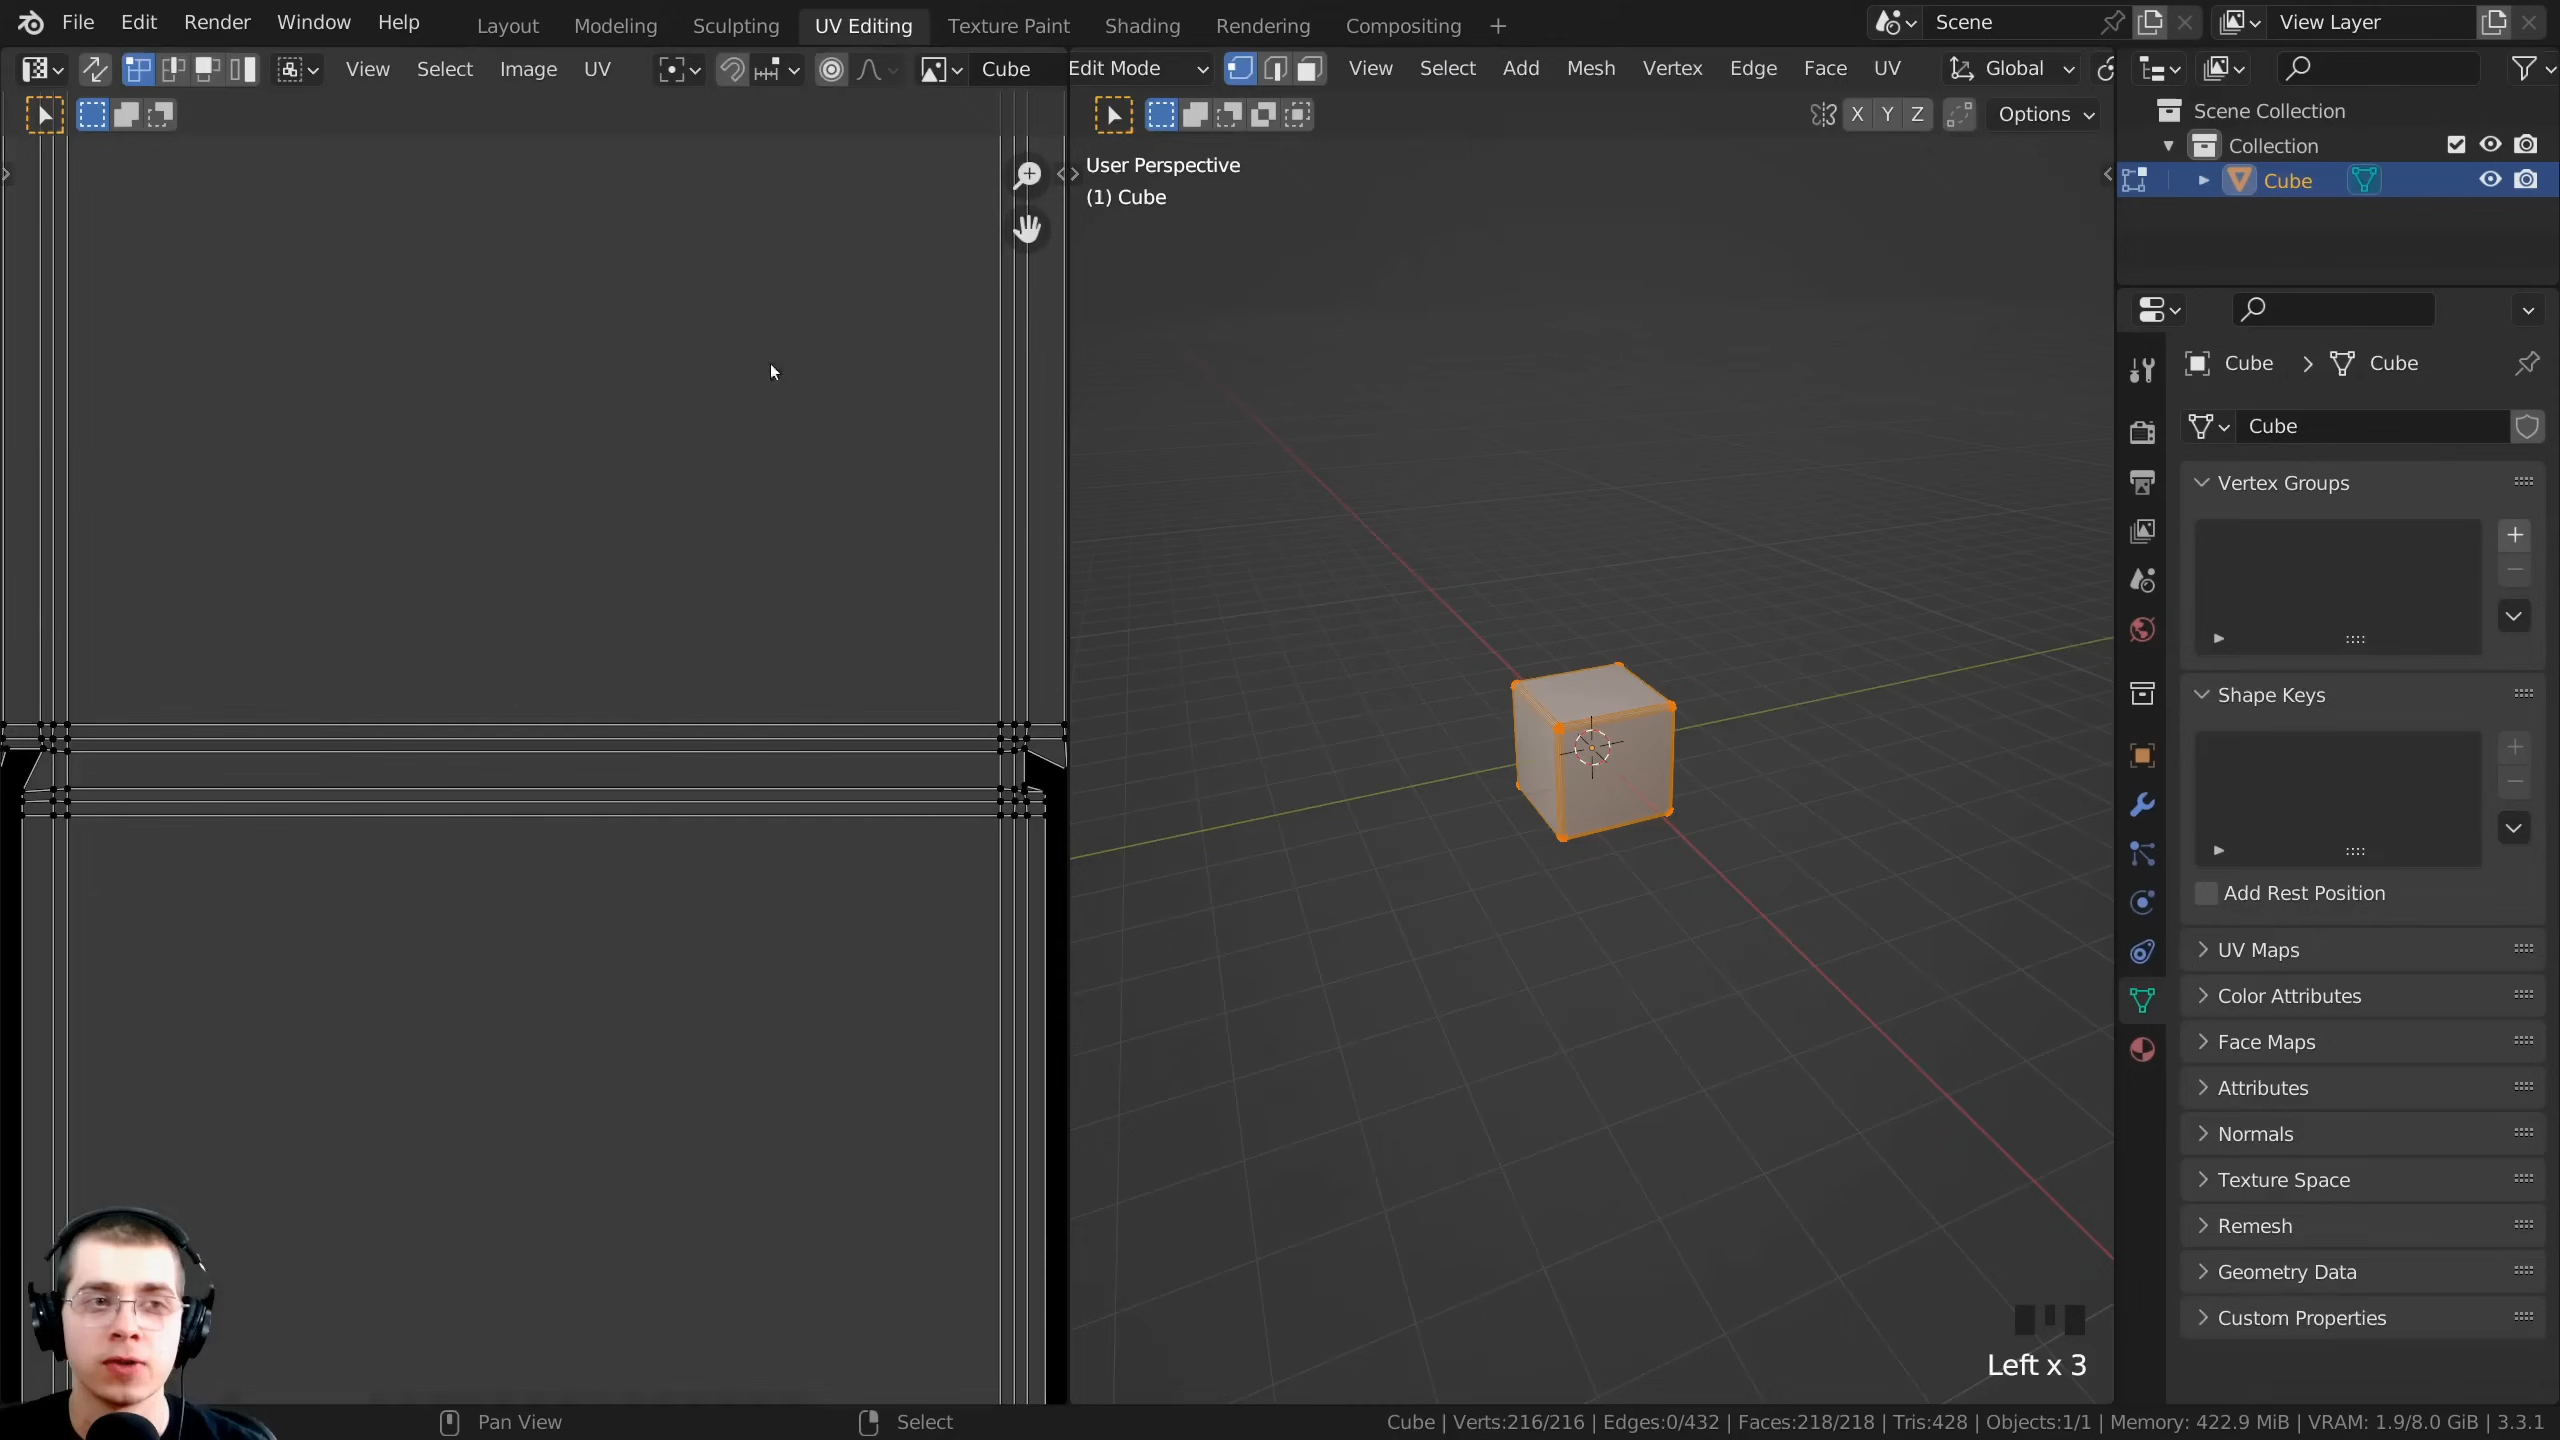 File Edit Render Window Help Layout Modeling Sculpting UV Editing Texture Paint Shading Rendering Compositing + Scene View Layer
View Select Image UV Cube Edit Mode View Select Add Mesh Vertex Edge Face UV Global
X Y Z Options
User Perspective
(1) Cube
Scene Collection
Collection
Cube
Cube > Cube
Cube
Vertex Groups
Shape Keys
Add Rest Position
UV Maps
Color Attributes
Face Maps
Attributes
Normals
Texture Space
Remesh
Geometry Data
Custom Properties
Left x 3
Pan View Select Cube | Verts:216/216 | Edges:0/432 | Faces:218/218 | Tris:428 | Objects:1/1 | Memory: 422.9 MiB | VRAM: 1.9/8.0 GiB | 3.3.1